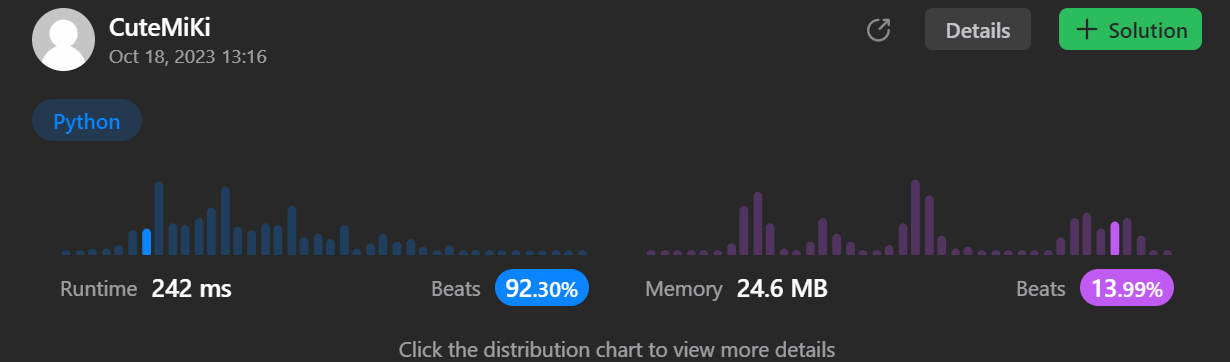 CuteMiKi
Oct 18, 2023 13:16
Details
Solution
Python
Runtime 242 ms Beats 92.30%
Memory 24.6 MB Beats 13.99%
Click the distribution chart to view more details